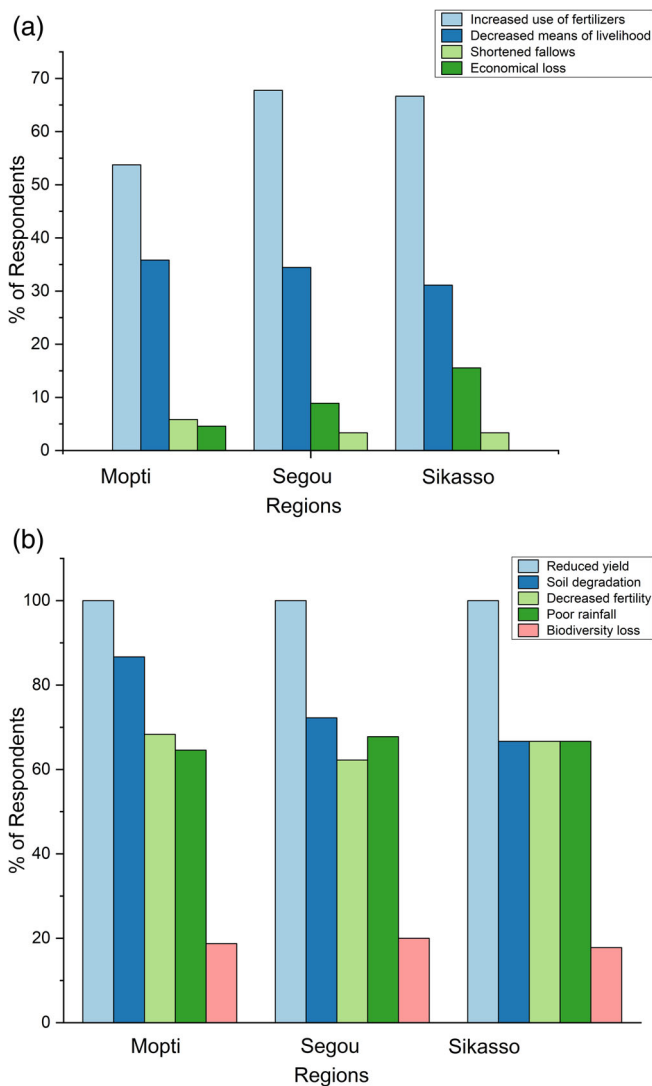 (a)
Increased use of fertilizers
Decreased means of livelihood
Shortened fallows
Economical loss
70
60
50
40
30
20
10
0
% of Respondents
Mopti Segou Sikasso
Regions
(b)
Reduced yield
Soil degradation
Decreased fertility
Poor rainfall
Biodiversity loss
100
80
60
40
20
0
% of Respondents
Mopti Segou Sikasso
Regions